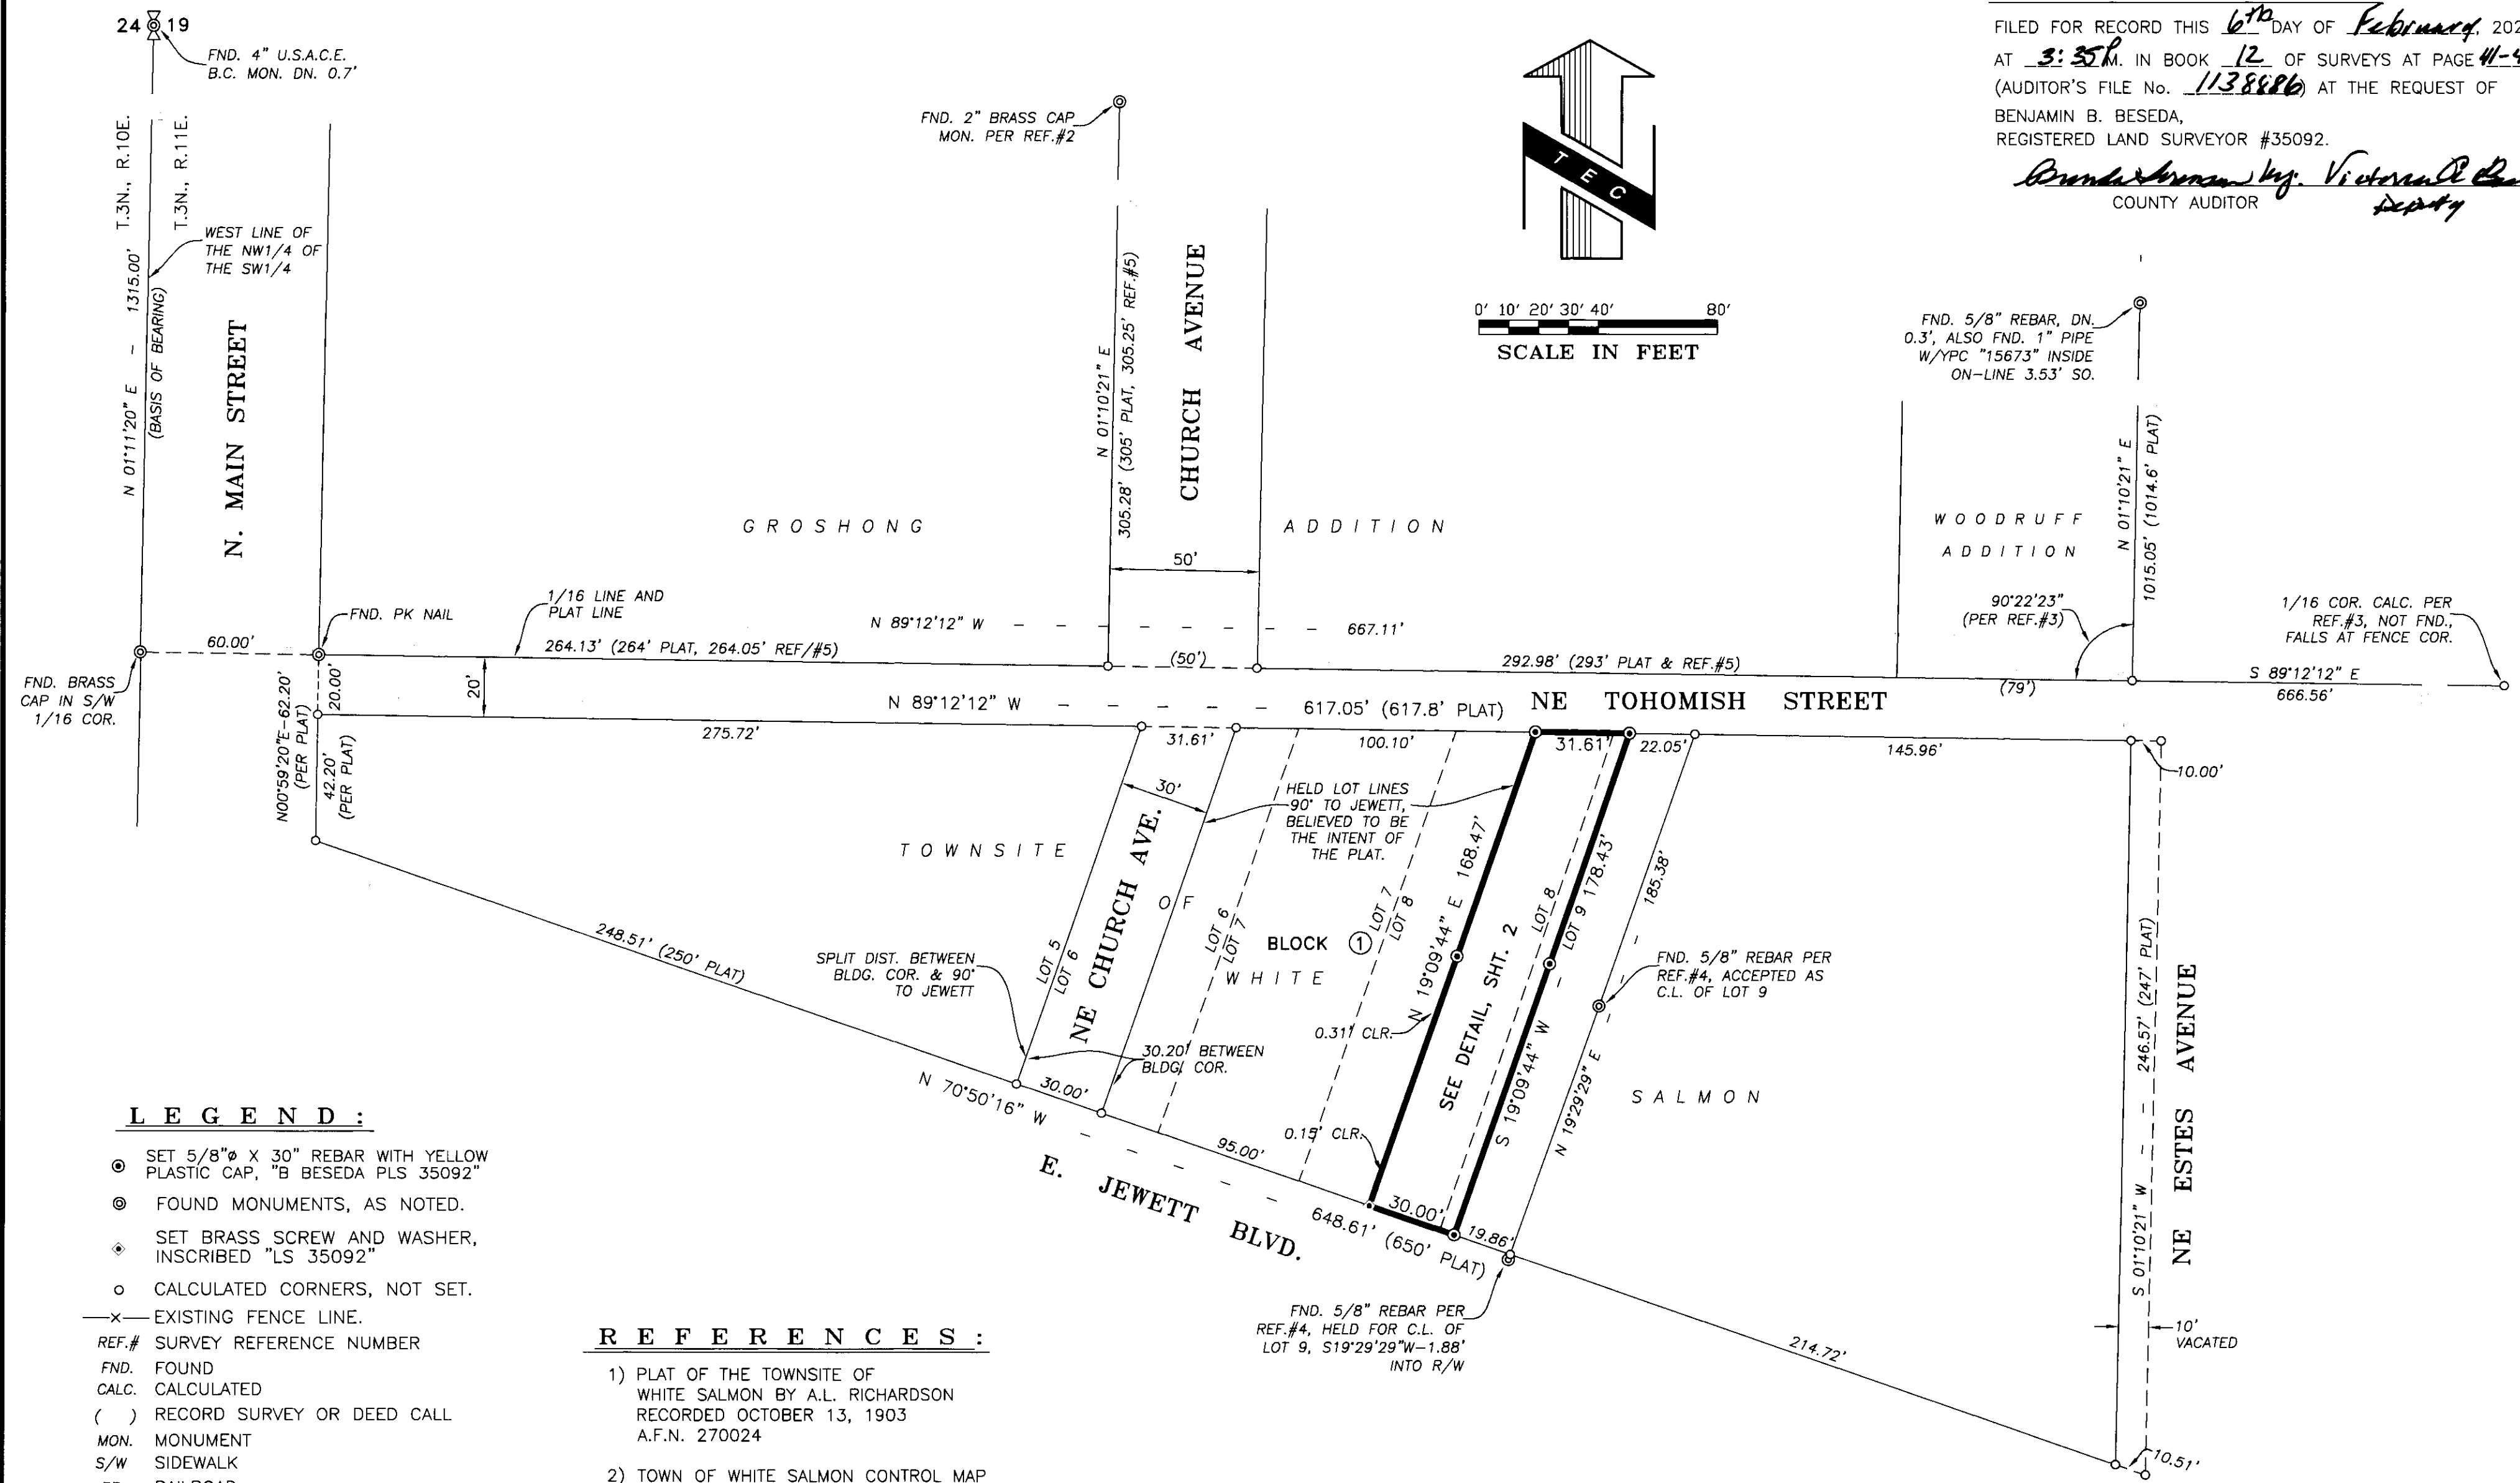 24 19
FND. 4" U.S.A.C.E.
B.C. MON. DN. 0.7'
T.3N., R.10E.
T.3N., R.11E.
WEST LINE OF
THE NW1/4 OF
THE SW1/4
N 01°11'20" E - 1315.00'
(BASIS OF BEARING)
N. MAIN STREET
FND. 2" BRASS CAP
MON. PER REF.#2
N 01°10'21" E
305.28' (305' PLAT, 305.25' REF.#5)
CHURCH AVENUE
50'
T E C
0' 10' 20' 30' 40' 80'
SCALE IN FEET
FILED FOR RECORD THIS 6th DAY OF February, 202
AT 3:35 P.M. IN BOOK 12 OF SURVEYS AT PAGE 41-4
(AUDITOR'S FILE No. 1138886) AT THE REQUEST OF
BENJAMIN B. BESEDA,
REGISTERED LAND SURVEYOR #35092.
by: Victoria
COUNTY AUDITOR
Deputy
FND. 5/8" REBAR, DN.
0.3', ALSO FND. 1" PIPE
W/YPC "15673" INSIDE
ON-LINE 3.53' SO.
N 01°10'21" E
1015.05' (1014.6' PLAT)
GROSHONG ADDITION
WOODRUFF
ADDITION
90°22'23"
(PER REF.#3)
1/16 COR. CALC. PER
REF.#3, NOT FND.,
FALLS AT FENCE COR.
S 89°12'12" E
666.56'
FND. PK NAIL
1/16 LINE AND
PLAT LINE
N 89°12'12" W - - - - - - - 667.11'
60.00'
264.13' (264' PLAT, 264.05' REF/#5)
(50')
292.98' (293' PLAT & REF.#5)
(79')
FND. BRASS
CAP IN S/W
1/16 COR.
20.00'
20'
N00°59'20"E-62.20'
(PER PLAT)
42.20'
(PER PLAT)
N 89°12'12" W - - - - - 617.05' (617.8' PLAT)
NE TOHOMISH STREET
275.72'
31.61'
100.10'
31.61'
22.05'
145.96'
10.00'
30'
HELD LOT LINES
90° TO JEWETT,
BELIEVED TO BE
THE INTENT OF
THE PLAT.
TOWNSITE
OF
WHITE
SALMON
BLOCK 1
NE CHURCH AVE.
LOT 5
LOT 6
LOT 6
LOT 7
LOT 7
LOT 8
LOT 8
LOT 9
N 19°09'44" E 168.47'
S 19°09'44" W 178.43'
185.38'
N 19°29'29" E
SEE DETAIL, SHT. 2
0.31' CLR.
0.15' CLR.
248.51' (250' PLAT)
SPLIT DIST. BETWEEN
BLDG. COR. & 90°
TO JEWETT
30.20' BETWEEN
BLDG. COR.
FND. 5/8" REBAR PER
REF.#4, ACCEPTED AS
C.L. OF LOT 9
N 70°50'16" W - - - - - 648.61' (650' PLAT)
30.00'
95.00'
30.00'
19.86'
E. JEWETT BLVD.
FND. 5/8" REBAR PER
REF.#4, HELD FOR C.L. OF
LOT 9, S19°29'29"W-1.88'
INTO R/W
214.72'
S 01°10'21" W - - 246.57' (247' PLAT)
NE ESTES AVENUE
10'
VACATED
10.51'
LEGEND:
SET 5/8"ø X 30" REBAR WITH YELLOW
PLASTIC CAP, "B BESEDA PLS 35092"
FOUND MONUMENTS, AS NOTED.
SET BRASS SCREW AND WASHER,
INSCRIBED "LS 35092"
CALCULATED CORNERS, NOT SET.
—x— EXISTING FENCE LINE.
REF.# SURVEY REFERENCE NUMBER
FND. FOUND
CALC. CALCULATED
( ) RECORD SURVEY OR DEED CALL
MON. MONUMENT
S/W SIDEWALK
REFERENCES:
1) PLAT OF THE TOWNSITE OF
WHITE SALMON BY A.L. RICHARDSON
RECORDED OCTOBER 13, 1903
A.F.N. 270024
2) TOWN OF WHITE SALMON CONTROL MAP